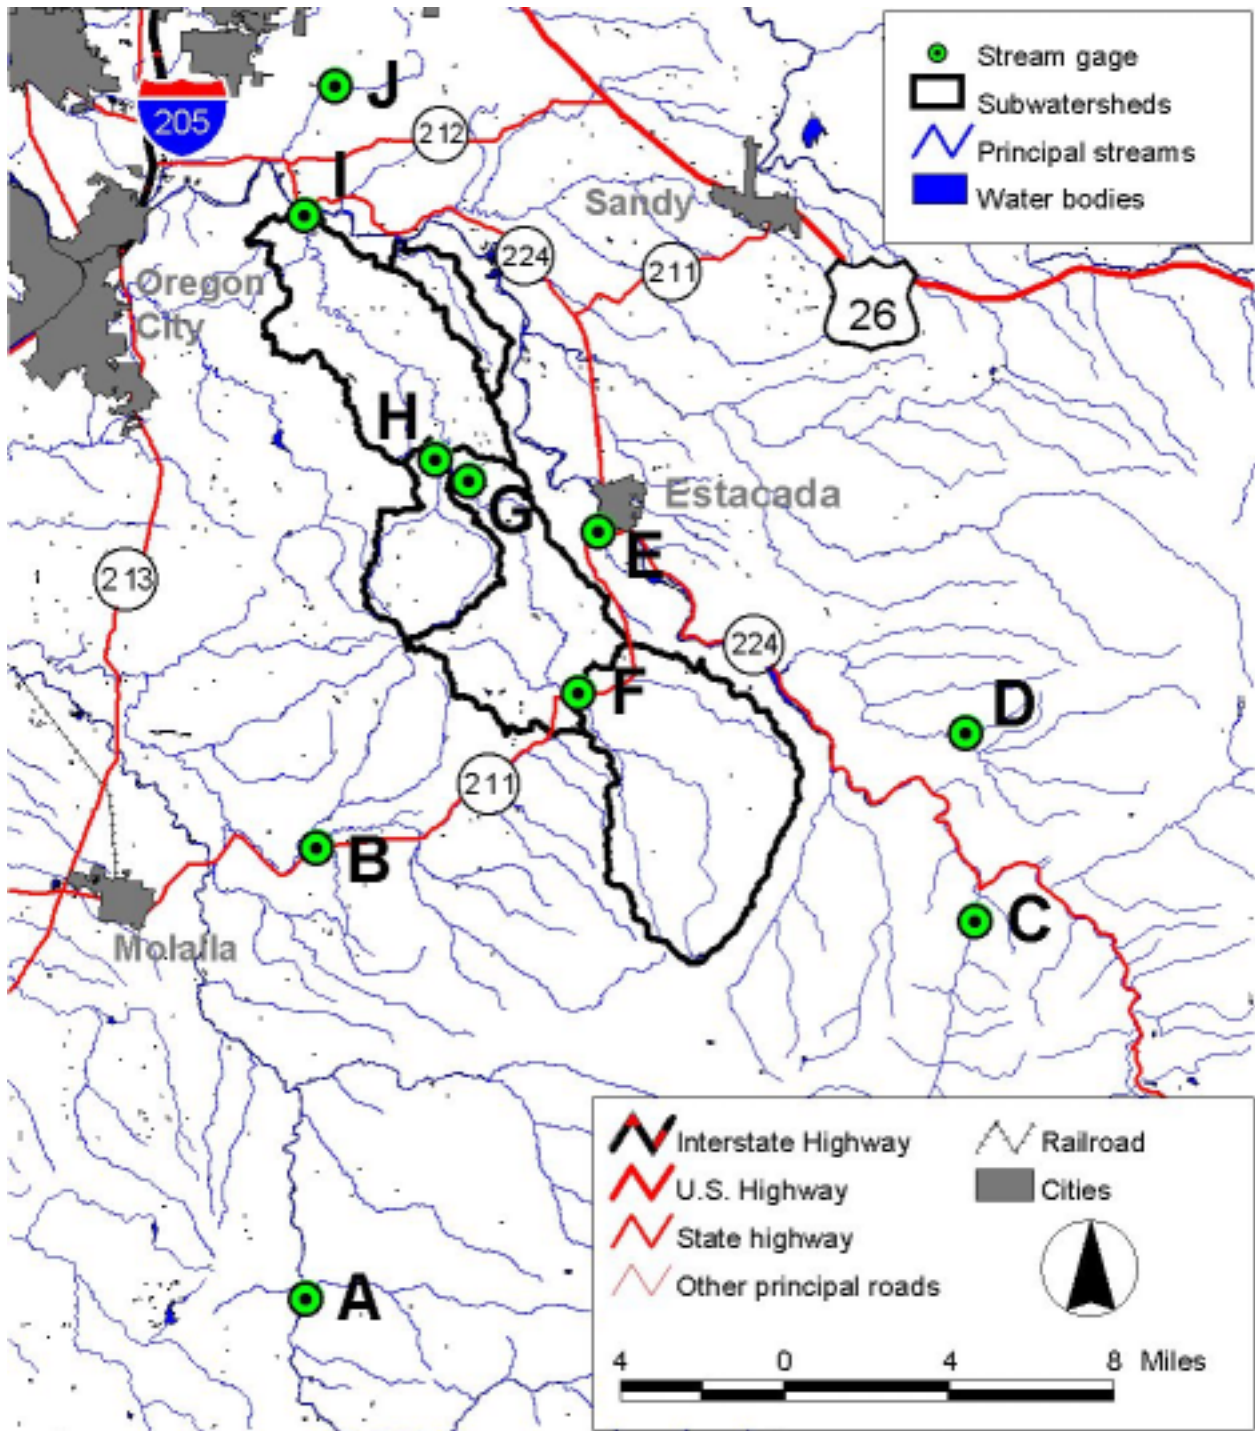 J
205
212
I
Sandy
224
211
Oregon
City
26
Stream gage
Subwatersheds
Principal streams
Water bodies
H
G
Estacada
E
213
224
F
D
211
B
C
Molalla
A
Interstate Highway
U.S. Highway
State highway
Other principal roads
Railroad
Cities
4 0 4 8 Miles